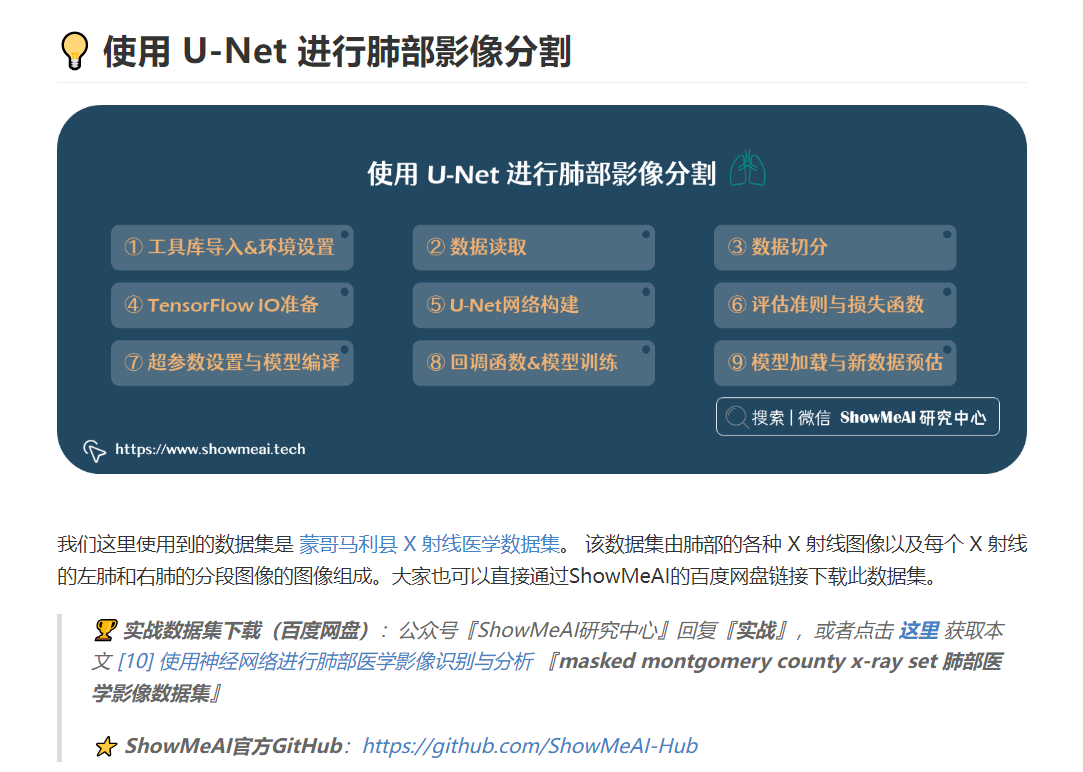 💡 使用 U-Net 进行肺部影像分割
使用 U-Net 进行肺部影像分割
① 工具库导入&环境设置
② 数据读取
③ 数据切分
④ TensorFlow IO准备
⑤ U-Net网络构建
⑥ 评估准则与损失函数
⑦ 超参数设置与模型编译
⑧ 回调函数&模型训练
⑨ 模型加载与新数据预估
搜索 | 微信 ShowMeAI 研究中心
https://www.showmeai.tech
我们这里使用到的数据集是 蒙哥马利县 X 射线医学数据集。 该数据集由肺部的各种 X 射线图像以及每个 X 射线
的左肺和右肺的分段图像的图像组成。大家也可以直接通过ShowMeAI的百度网盘链接下载此数据集。
🏆 实战数据集下载（百度网盘）：公众号『ShowMeAI研究中心』回复『实战』，或者点击 这里 获取本
文 [10] 使用神经网络进行肺部医学影像识别与分析 『masked montgomery county x-ray set 肺部医
学影像数据集』
⭐ ShowMeAI官方GitHub：https://github.com/ShowMeAI-Hub